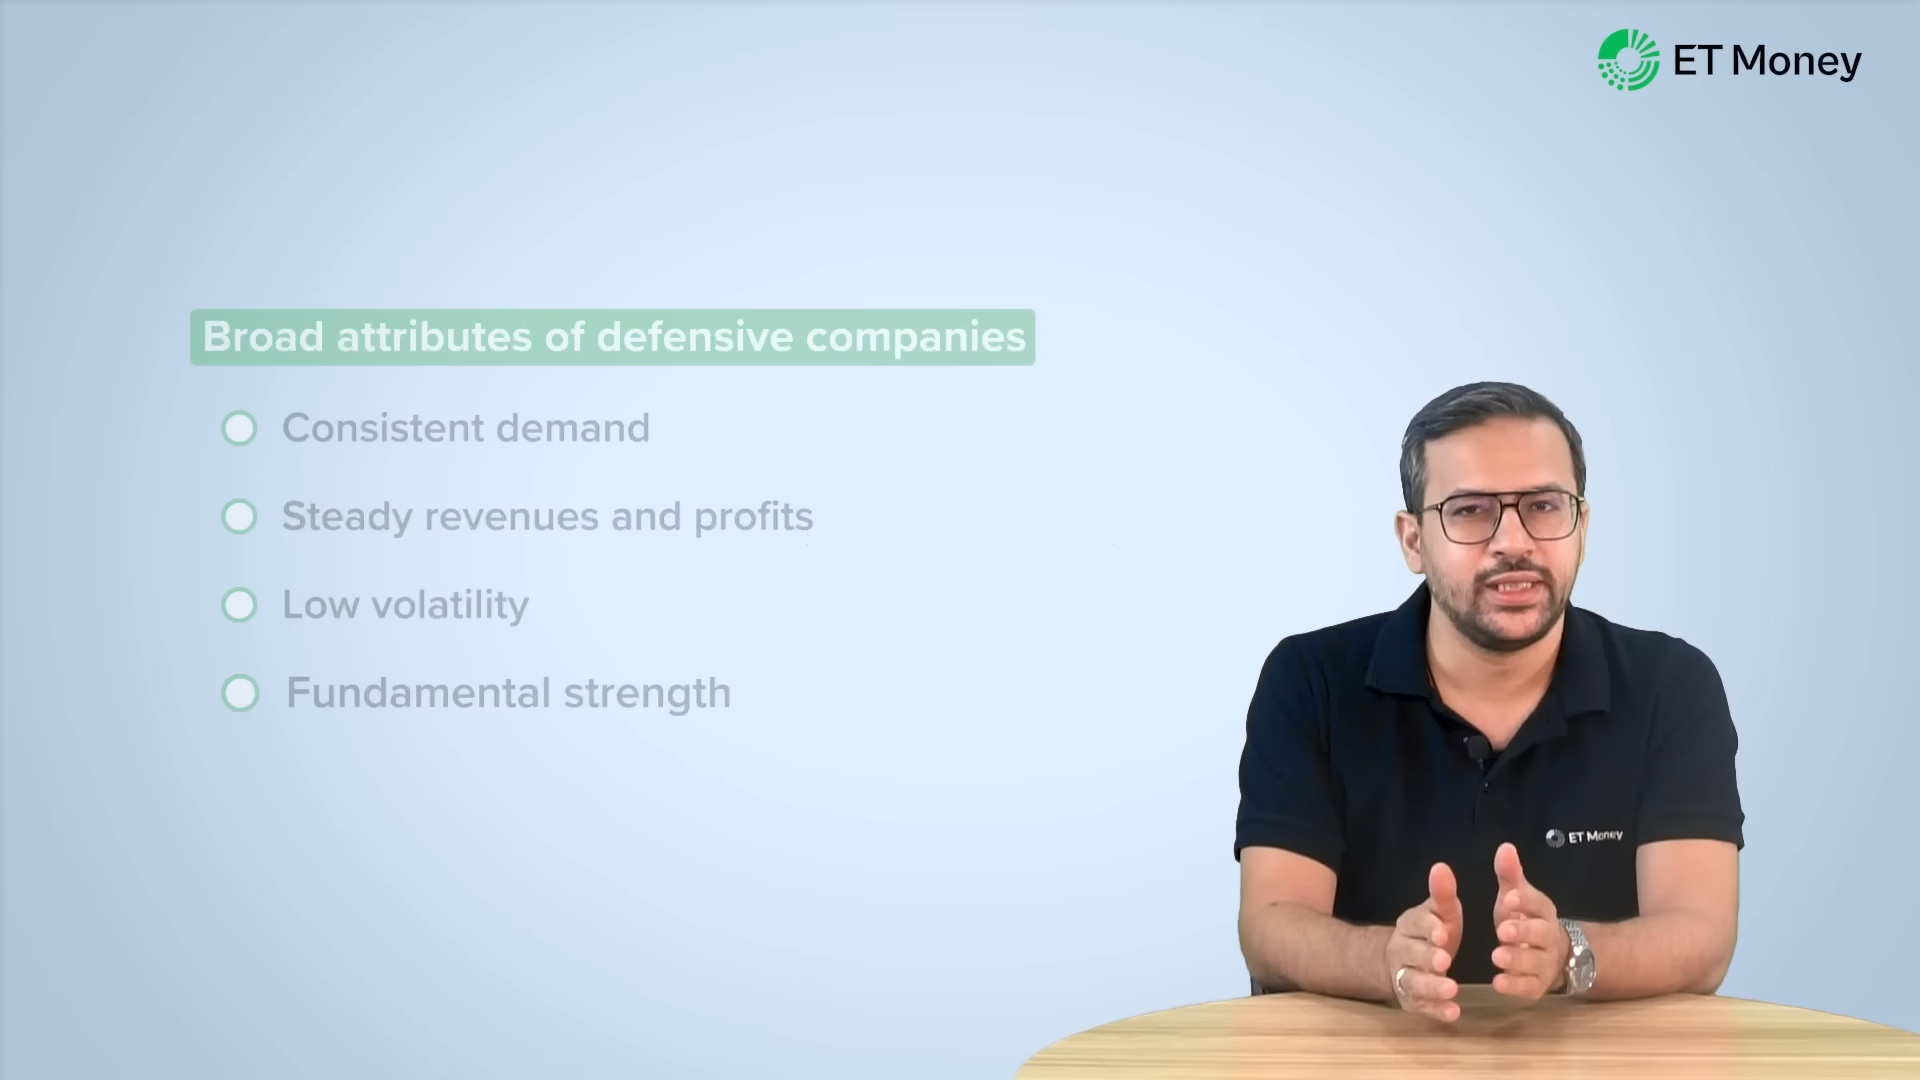 ET Money
Broad attributes of defensive companies
Consistent demand
Steady revenues and profits
Low volatility
Fundamental strength
ET Money